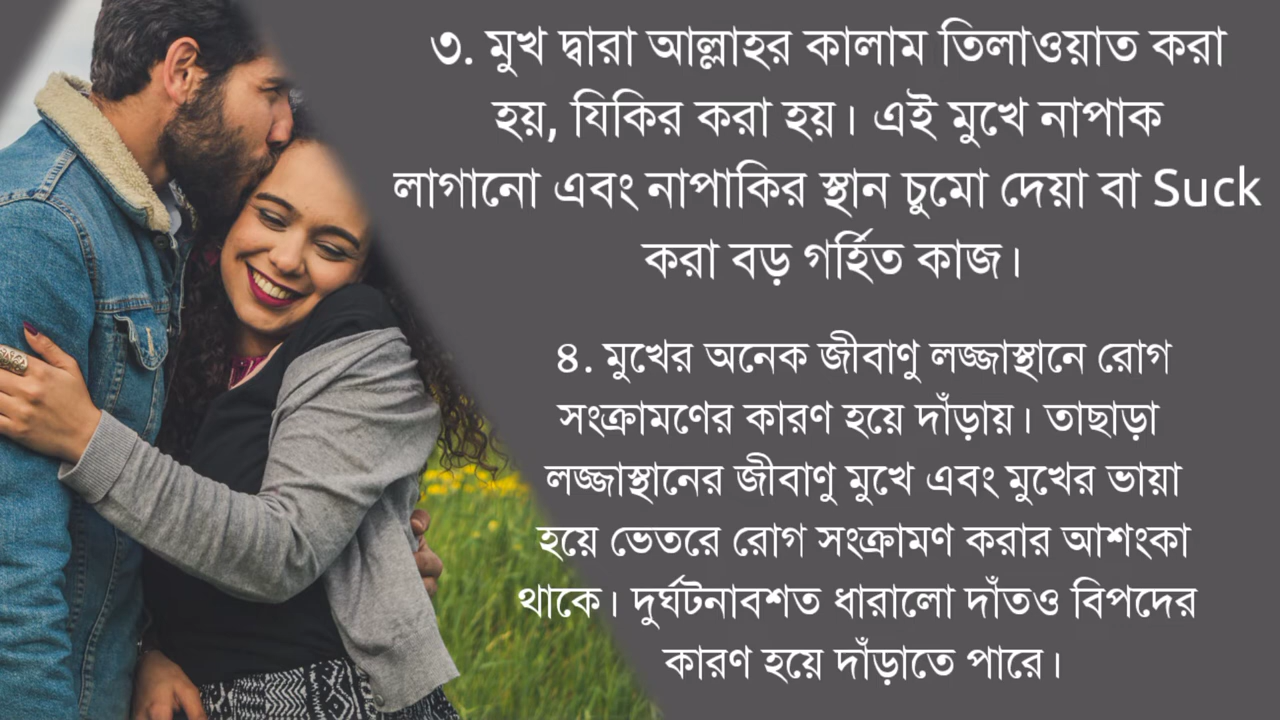 ৩. মুখ দ্বারা আল্লাহর কালাম তিলাওয়াত করা
হয়, যিকির করা হয়। এই মুখে নাপাক
লাগানো এবং নাপাকির স্থান চুমো দেয়া বা Suck
করা বড় গর্হিত কাজ।
৪. মুখের অনেক জীবাণু লজ্জাস্থানে রোগ
সংক্রামণের কারণ হয়ে দাঁড়ায়। তাছাড়া
লজ্জাস্থানের জীবাণু মুখে এবং মুখের ভায়া
হয়ে ভেতরে রোগ সংক্রামণ করার আশংকা
থাকে। দুর্ঘটনাবশত ধারালো দাঁতও বিপদের
কারণ হয়ে দাঁড়াতে পারে।